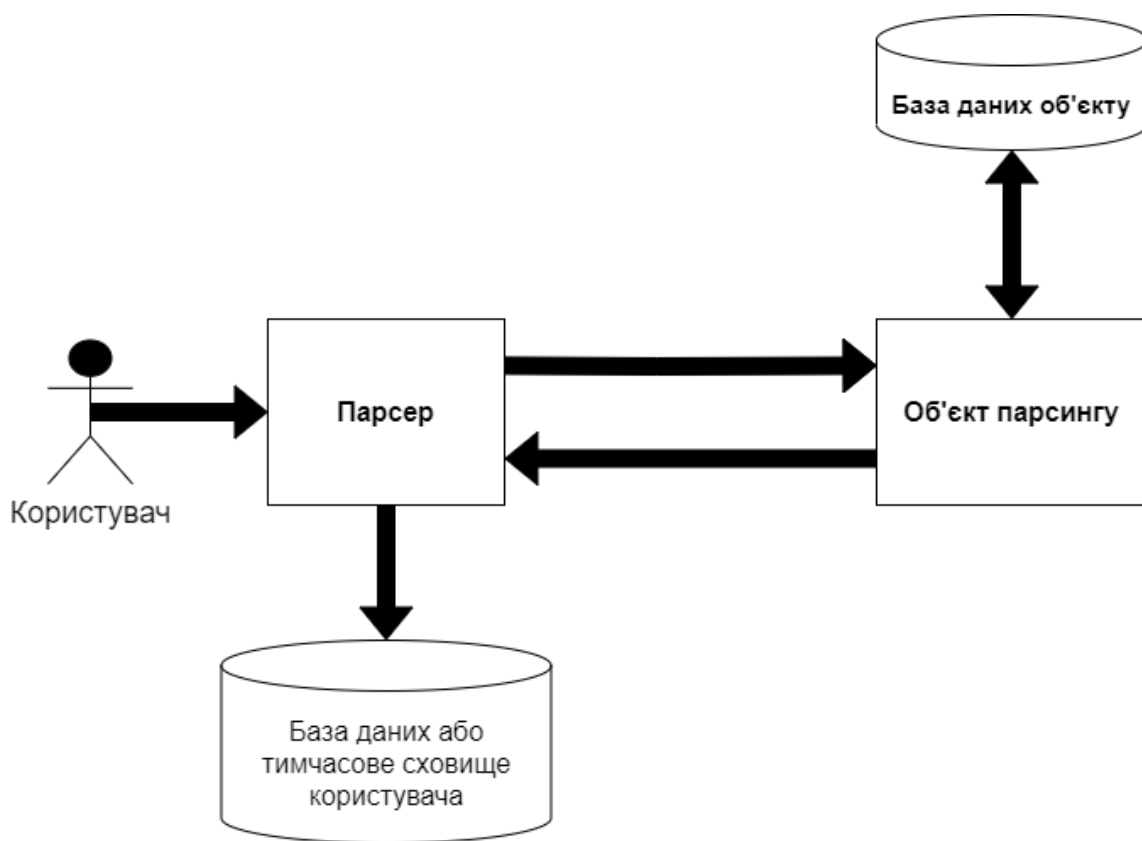 База даних об'єкту
Парсер
Об'єкт парсингу
Користувач
База даних або
тимчасове сховище
користувача